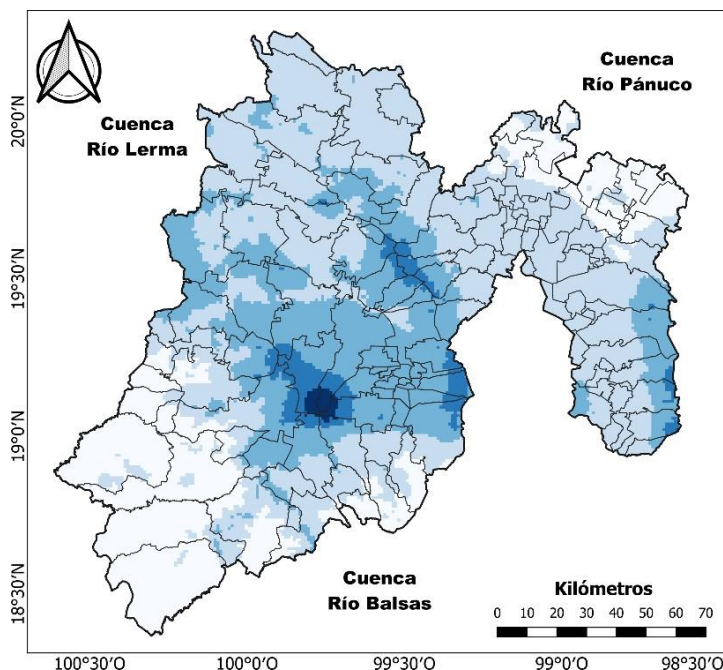 Cuenca
Río Pánuco
Cuenca
Río Lerma
Cuenca
Río Balsas
Kilómetros
0 10 20 30 40 50 60 70
20°0′N
19°30′N
19°0′N
18°30′N
100°30′O 100°0′O 99°30′O 99°0′O 98°30′O